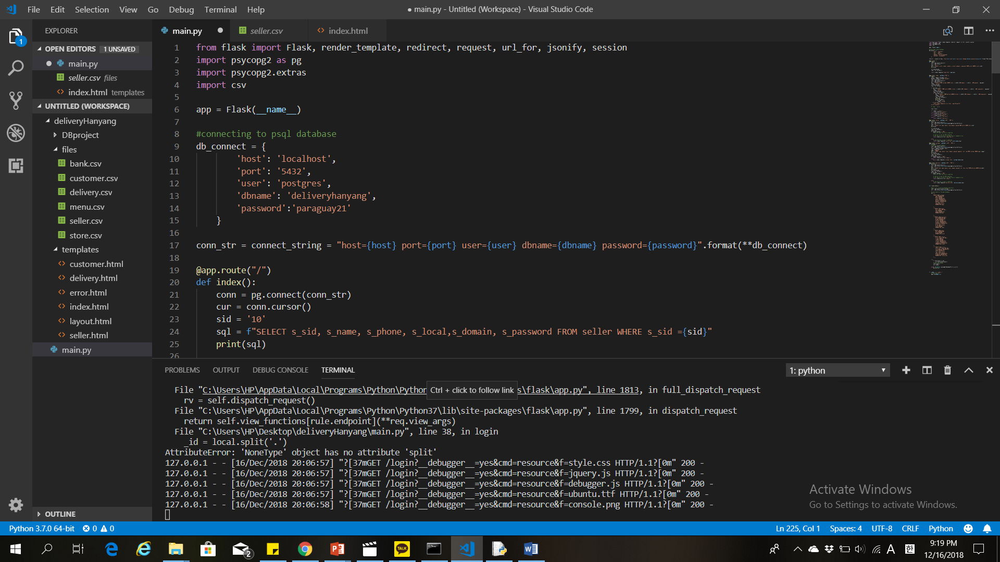 File Edit Selection View Go Debug Terminal Help
● main.py - Untitled (Workspace) - Visual Studio Code
EXPLORER
OPEN EDITORS 1 UNSAVED
main.py
seller.csv files
index.html templates
UNTITLED (WORKSPACE)
deliveryHanyang
DBproject
files
bank.csv
customer.csv
delivery.csv
menu.csv
seller.csv
store.csv
templates
customer.html
delivery.html
error.html
index.html
layout.html
seller.html
main.py
OUTLINE
1
main.py seller.csv index.html
1 from flask import Flask, render_template, redirect, request, url_for, jsonify, session
2 import psycopg2 as pg
3 import psycopg2.extras
4 import csv
5
6 app = Flask(__name__)
7
8 #connecting to psql database
9 db_connect = {
10 'host': 'localhost',
11 'port': '5432',
12 'user': 'postgres',
13 'dbname': 'deliveryhanyang',
14 'password':'paraguay21'
15 }
16
17 conn_str = connect_string = "host={host} port={port} user={user} dbname={dbname} password={password}".format(**db_connect)
18
19 @app.route("/")
20 def index():
21 conn = pg.connect(conn_str)
22 cur = conn.cursor()
23 sid = '10'
24 sql = f"SELECT s_sid, s_name, s_phone, s_local,s_domain, s_password FROM seller WHERE s_sid ={sid}"
25 print(sql)
26
PROBLEMS OUTPUT DEBUG CONSOLE TERMINAL
1: python
File "C:\Users\HP\AppData\Local\Programs\Python\Python Ctrl + click to follow link s\flask\app.py", line 1813, in full_dispatch_request
rv = self.dispatch_request()
File "C:\Users\HP\AppData\Local\Programs\Python\Python37\lib\site-packages\flask\app.py", line 1799, in dispatch_request
return self.view_functions[rule.endpoint](**req.view_args)
File "C:\Users\HP\Desktop\deliveryHanyang\main.py", line 38, in login
_id = local.split('.')
AttributeError: 'NoneType' object has no attribute 'split'
127.0.0.1 - - [16/Dec/2018 20:06:57] "?[37mGET /login?__debugger__=yes&cmd=resource&f=style.css HTTP/1.1?[0m" 200 -
127.0.0.1 - - [16/Dec/2018 20:06:57] "?[37mGET /login?__debugger__=yes&cmd=resource&f=jquery.js HTTP/1.1?[0m" 200 -
127.0.0.1 - - [16/Dec/2018 20:06:57] "?[37mGET /login?__debugger__=yes&cmd=resource&f=debugger.js HTTP/1.1?[0m" 200 -
127.0.0.1 - - [16/Dec/2018 20:06:57] "?[37mGET /login?__debugger__=yes&cmd=resource&f=ubuntu.ttf HTTP/1.1?[0m" 200 -
127.0.0.1 - - [16/Dec/2018 20:06:58] "?[37mGET /login?__debugger__=yes&cmd=resource&f=console.png HTTP/1.1?[0m" 200 -
Activate Windows
Go to Settings to activate Windows.
Python 3.7.0 64-bit 0 0
Ln 225, Col 1 Spaces: 4 UTF-8 CRLF Python
2 TALK A 한
9:19 PM
12/16/2018